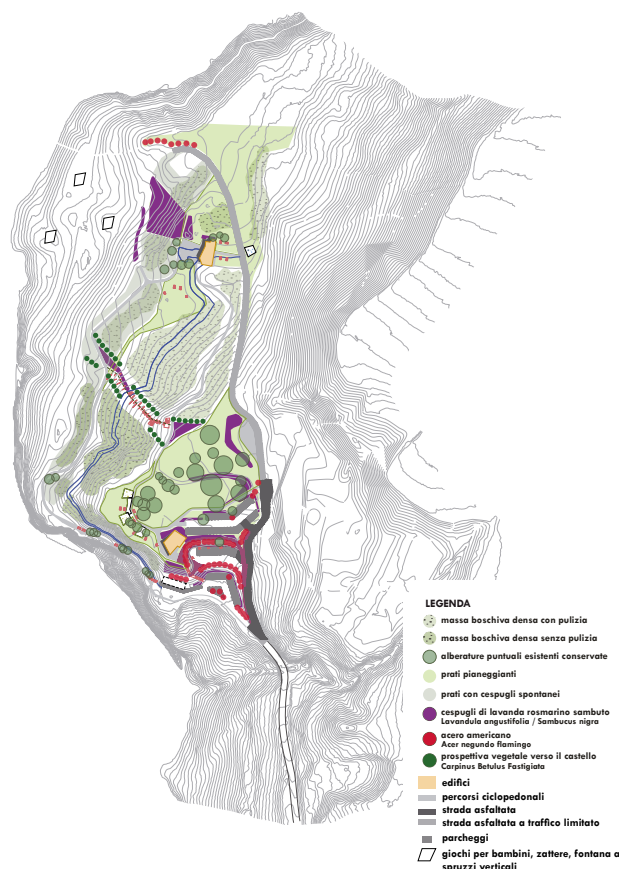 LEGENDA
massa boschiva densa con pulizia
massa boschiva densa senza pulizia
alberature puntuali esistenti conservate
prati pianeggianti
prati con cespugli spontanei
cespugli di lavanda rosmarino sambuto
Lavandula angustifolia / Sambucus nigra
acero americano
Acer negundo flamingo
prospettiva vegetale verso il castello
Carpinus Betulus Fastigiata
edifici
percorsi ciclopedonali
strada asfaltata
strada asfaltata a traffico limitato
parcheggi
giochi per bambini, zattere, fontana a
spruzzi verticali